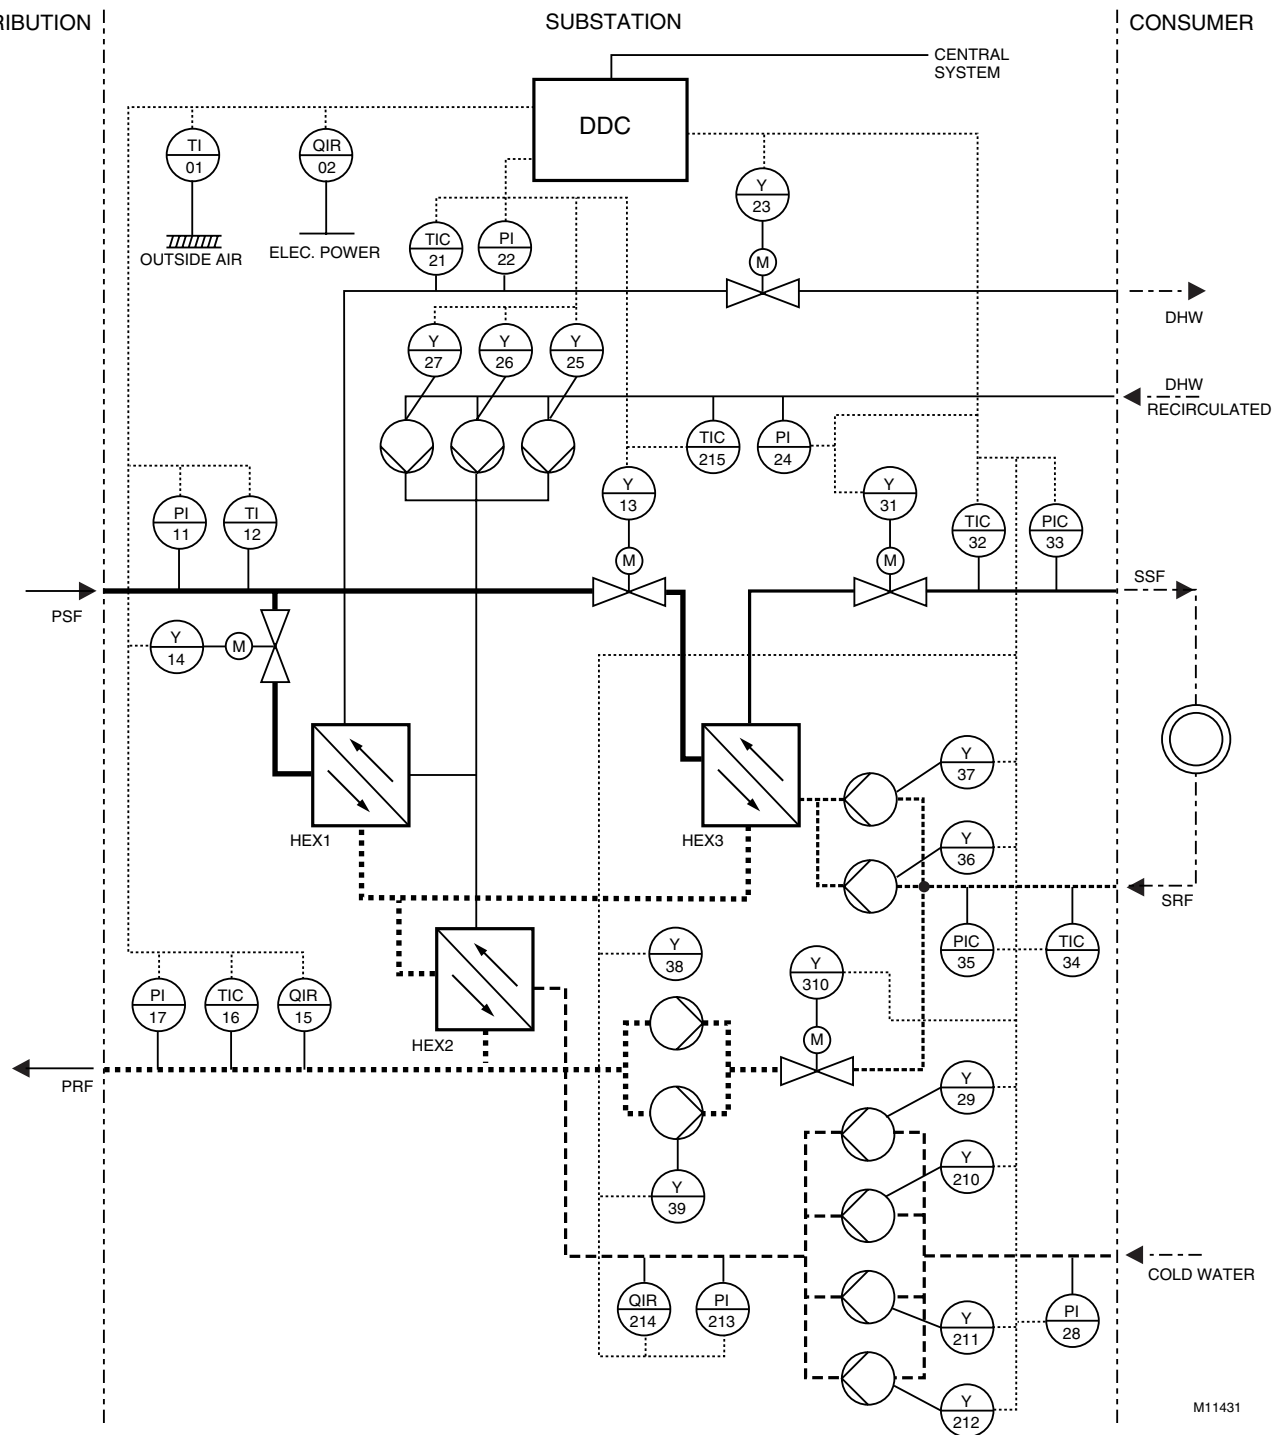 RIBUTION
SUBSTATION
CONSUMER
CENTRAL
SYSTEM
DDC
TI
01
QIR
02
Y
23
OUTSIDE AIR
ELEC. POWER
TIC
21
PI
22
M
DHW
Y
27
Y
26
Y
25
DHW
RECIRCULATED
TIC
215
PI
24
Y
13
Y
31
PI
11
TI
12
TIC
32
PIC
33
M
M
PSF
SSF
Y
14
M
HEX1
HEX3
Y
37
Y
36
SRF
PIC
35
TIC
34
Y
38
Y
310
PI
17
TIC
16
QIR
15
HEX2
M
PRF
Y
29
Y
210
Y
39
COLD WATER
QIR
214
PI
213
Y
211
PI
28
Y
212
M11431